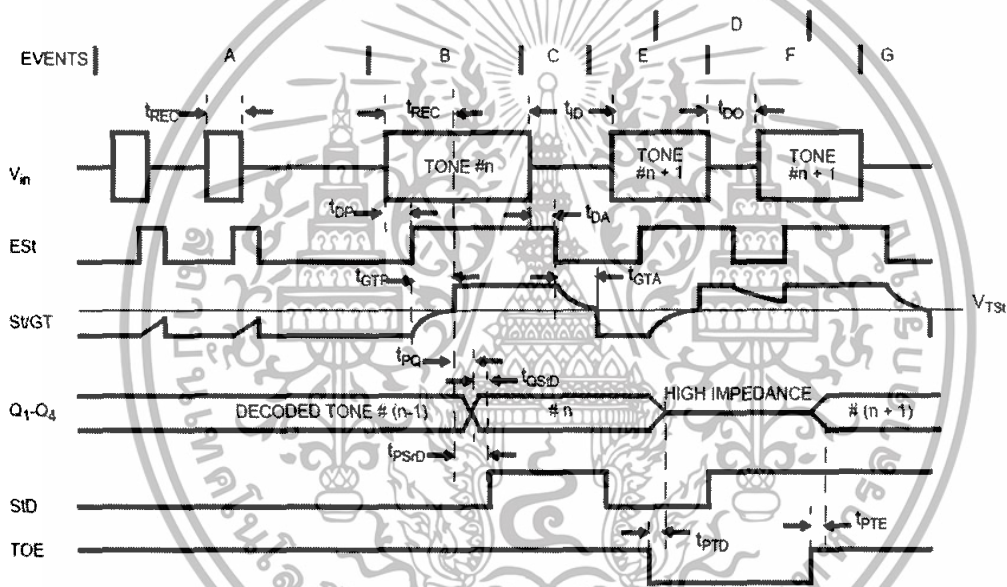 D
EVENTS A B C E F G
tREC tREC tID tDO
Vin TONE #n TONE #n + 1 TONE #n + 1
tDP tDA
ESt
tGTP tGTA
St/GT VTSt
tPQ tQStD
HIGH IMPEDANCE
Q1-Q4 DECODED TONE # (n-1) # n # (n + 1)
tPSrD
StD
tPTD tPTE
TOE